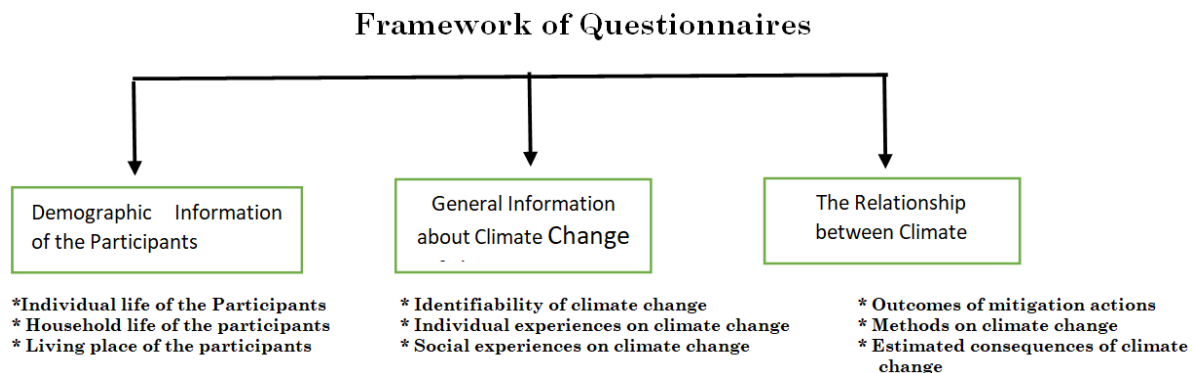 Framework of Questionnaires
Demographic Information
of the Participants
General Information
about Climate Change
The Relationship
between Climate
*Individual life of the Participants
* Household life of the participants
* Living place of the participants
* Identifiability of climate change
* Individual experiences on climate change
* Social experiences on climate change
* Outcomes of mitigation actions
* Methods on climate change
* Estimated consequences of climate
change